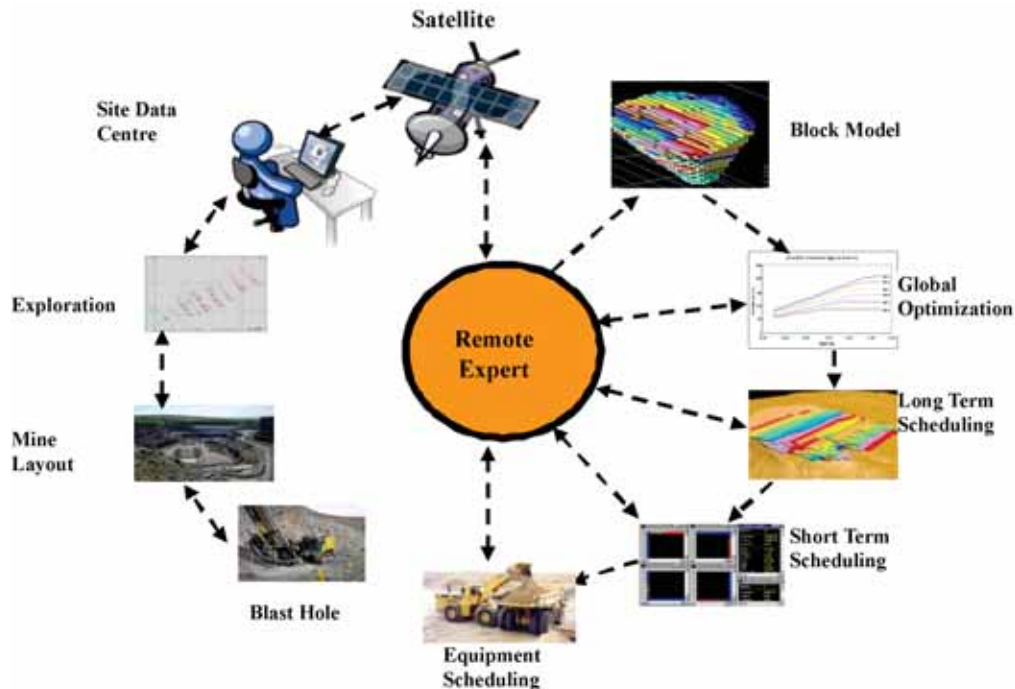 Satellite
Site Data
Centre
Block Model
Exploration
Global
Optimization
Remote
Expert
Mine
Layout
Long Term
Scheduling
Short Term
Scheduling
Blast Hole
Equipment
Scheduling